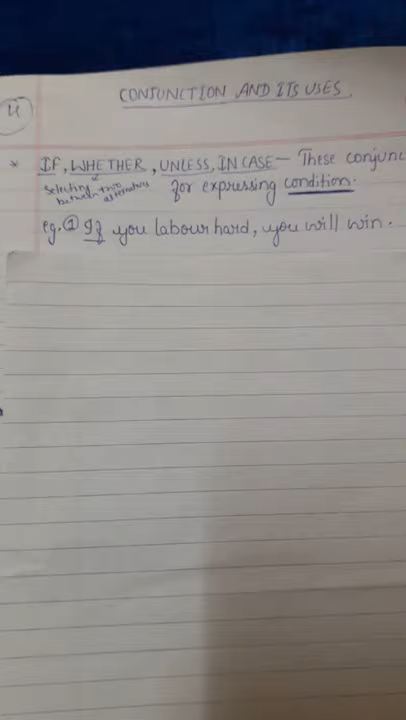 4
CONJUNCTION AND ITS USES
* IF, WHETHER, UNLESS, IN CASE - These conjunc
selecting between two alternatives
for expressing condition.
eg. ① If you labour hard, you will win.